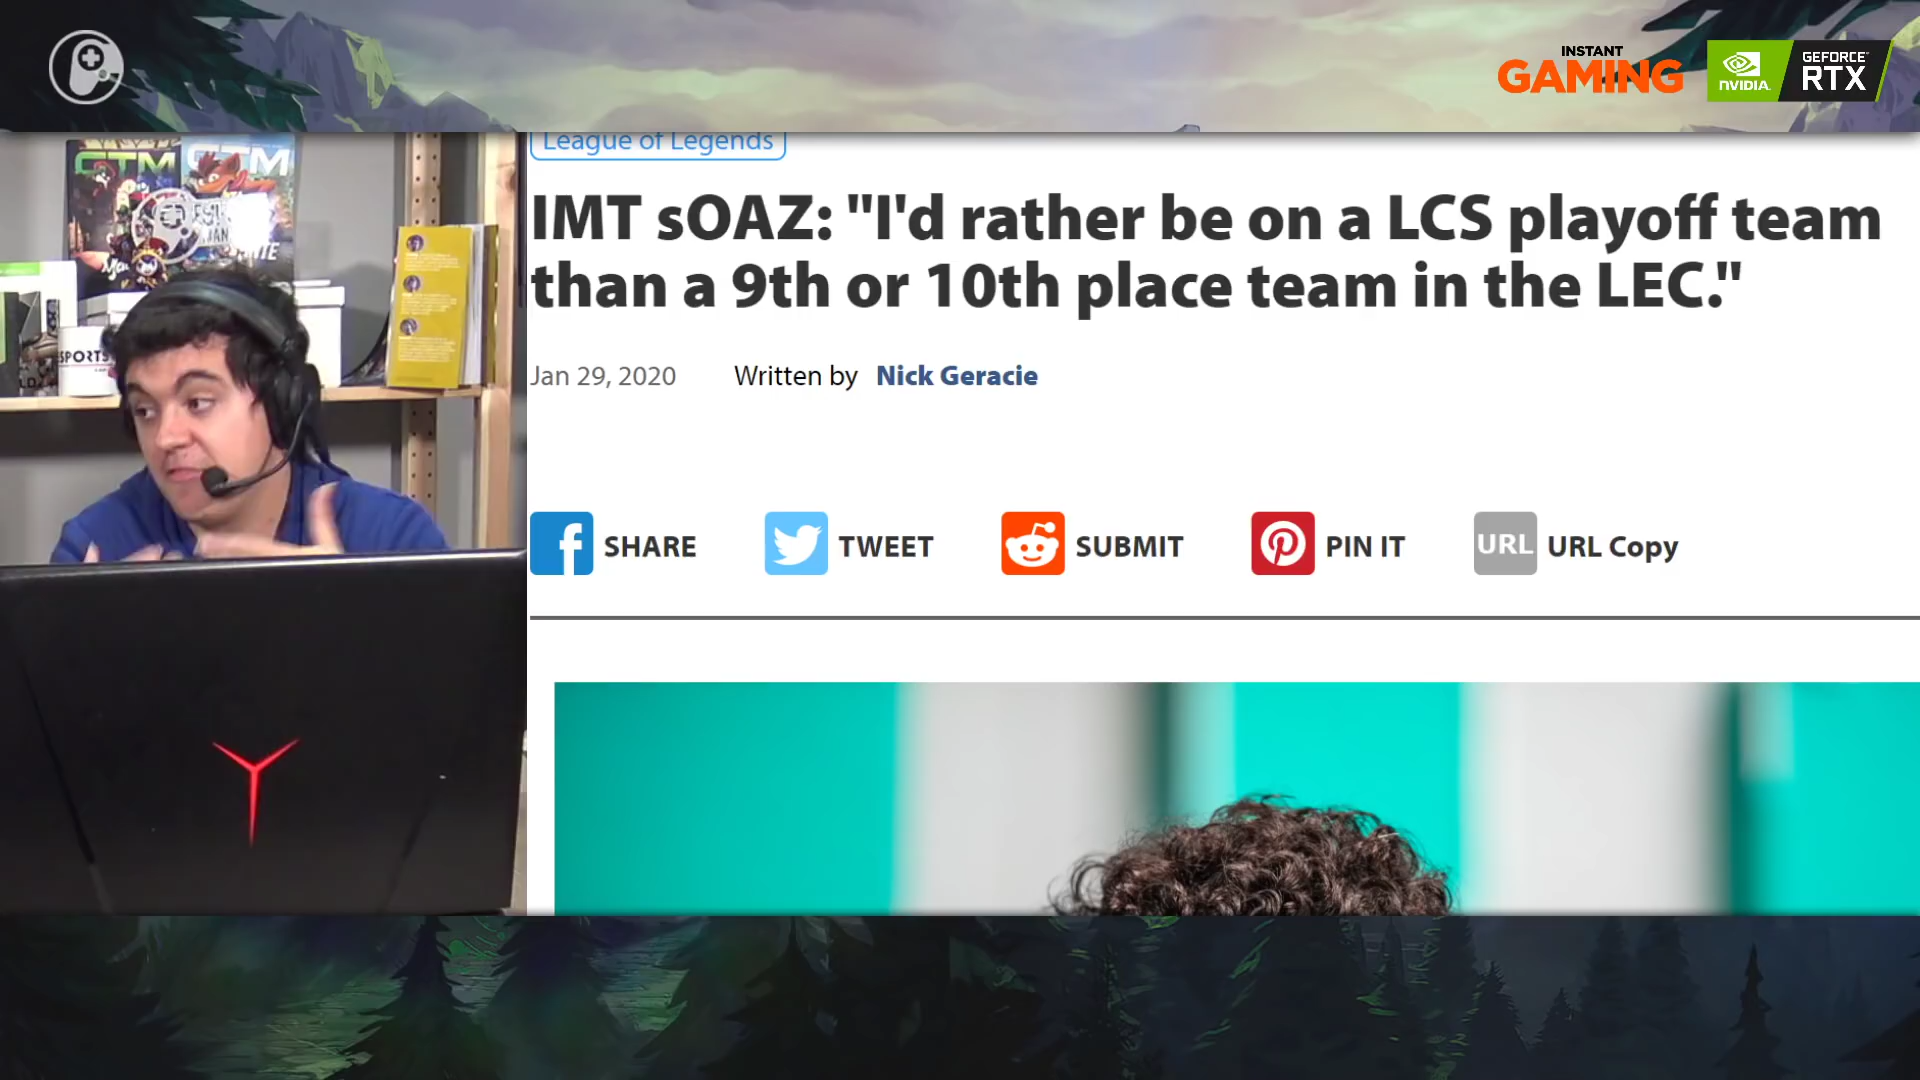 INSTANT
GAMING
NVIDIA
GEFORCE
RTX
League of Legends
IMT sOAZ: "I'd rather be on a LCS playoff team
than a 9th or 10th place team in the LEC."
Jan 29, 2020 Written by Nick Geracie
SHARE
TWEET
SUBMIT
PIN IT
URL
URL Copy
GTM
GTM